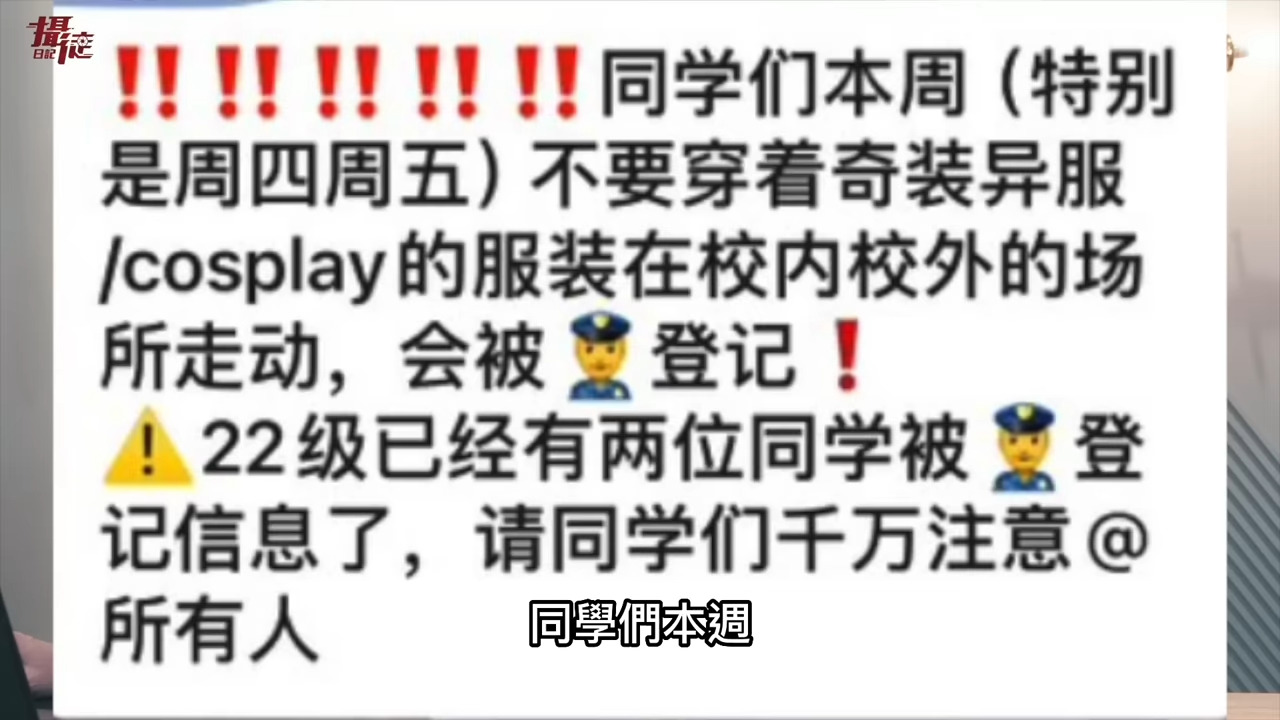 攝徒
日記
‼️‼️‼️‼️‼️同学们本周（特别
是周四周五）不要穿着奇装异服
/cosplay的服装在校内校外的场
所走动，会被👮登记❗
⚠️22级已经有两位同学被👮登
记信息了，请同学们千万注意@
所有人
同學們本週